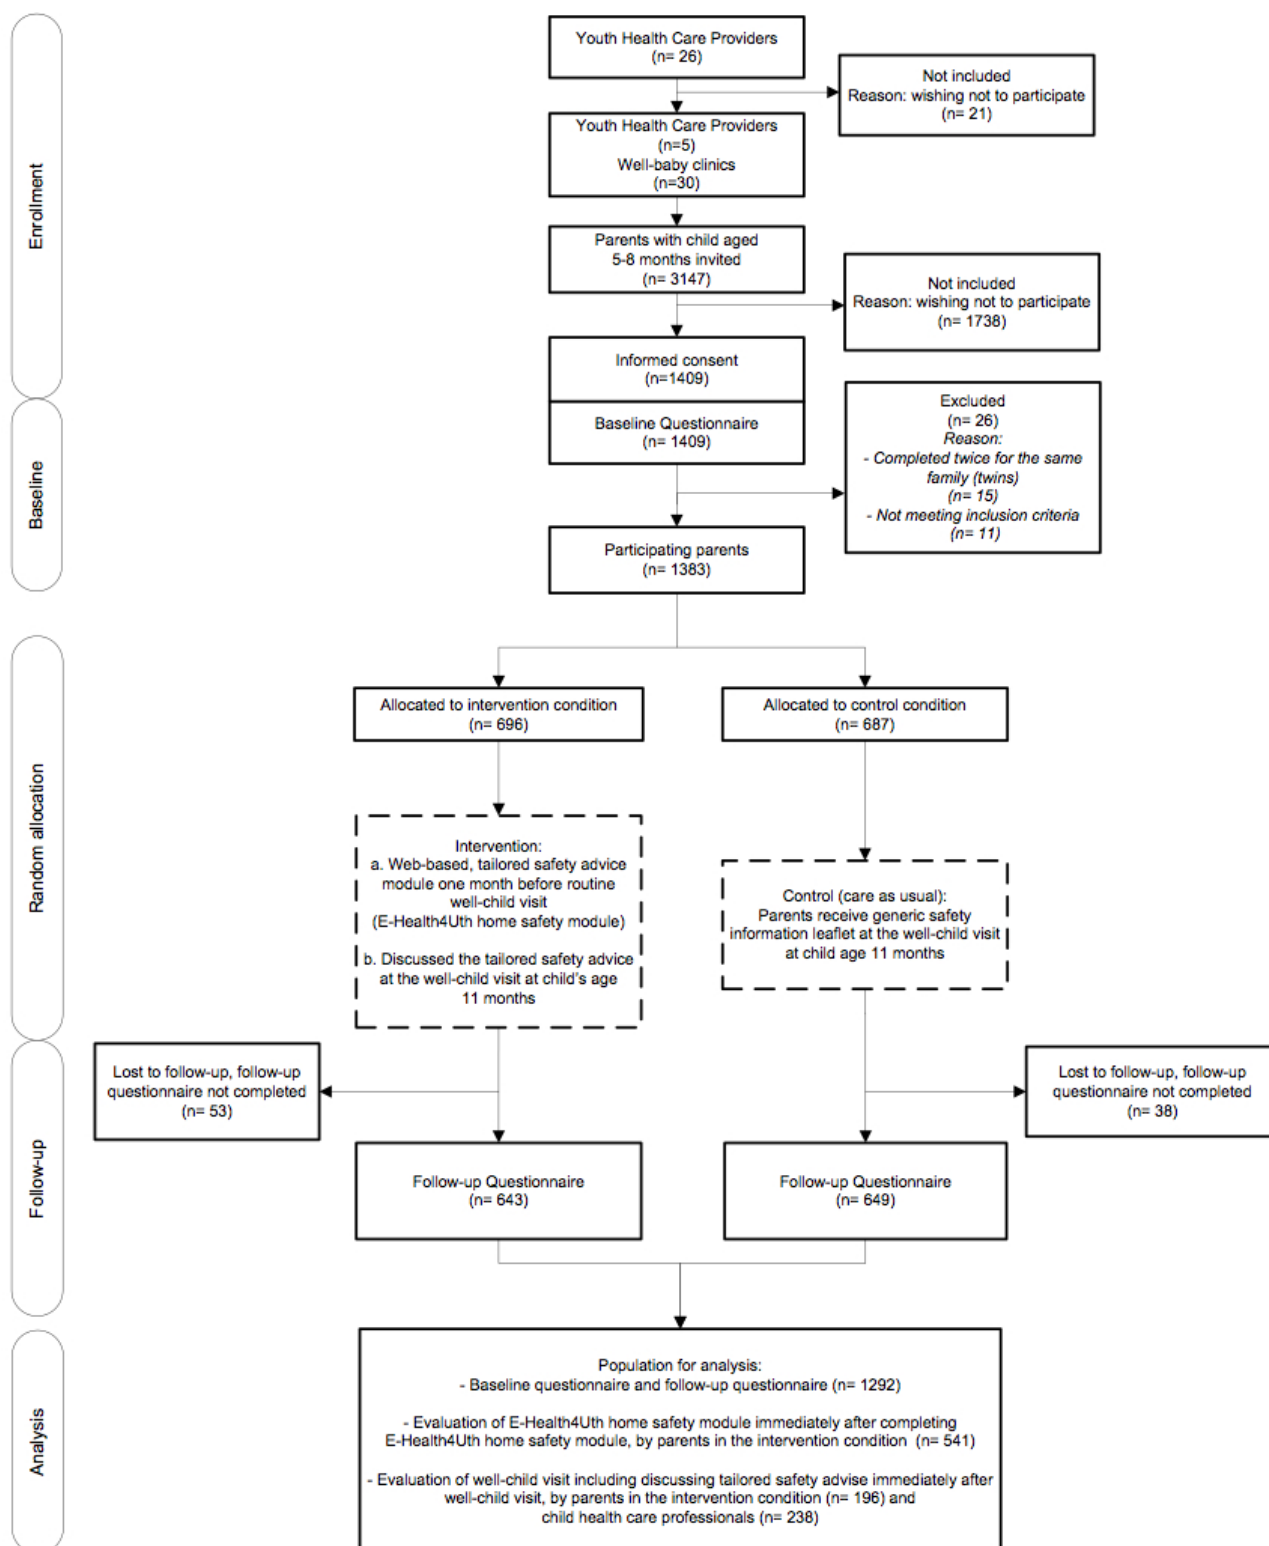 Enrollment
Youth Health Care Providers
(n= 26)
Not included
Reason: wishing not to participate
(n= 21)
Youth Health Care Providers
(n=5)
Well-baby clinics
(n=30)
Parents with child aged
5-8 months invited
(n= 3147)
Not included
Reason: wishing not to participate
(n= 1738)
Informed consent
(n=1409)
Baseline
Baseline Questionnaire
(n= 1409)
Excluded
(n= 26)
Reason:
- Completed twice for the same
family (twins)
(n= 15)
- Not meeting inclusion criteria
(n= 11)
Participating parents
(n= 1383)
Random allocation
Allocated to intervention condition
(n= 696)
Allocated to control condition
(n= 687)
Intervention:
a. Web-based, tailored safety advice
module one month before routine
well-child visit
(E-Health4Uth home safety module)
b. Discussed the tailored safety advice
at the well-child visit at child's age
11 months
Control (care as usual):
Parents receive generic safety
information leaflet at the well-child visit
at child age 11 months
Follow-up
Lost to follow-up, follow-up
questionnaire not completed
(n= 53)
Lost to follow-up, follow-up
questionnaire not completed
(n= 38)
Follow-up Questionnaire
(n= 643)
Follow-up Questionnaire
(n= 649)
Analysis
Population for analysis:
- Baseline questionnaire and follow-up questionnaire (n= 1292)
- Evaluation of E-Health4Uth home safety module immediately after completing
E-Health4Uth home safety module, by parents in the intervention condition (n= 541)
- Evaluation of well-child visit including discussing tailored safety advise immediately after
well-child visit, by parents in the intervention condition (n= 196) and
child health care professionals (n= 238)